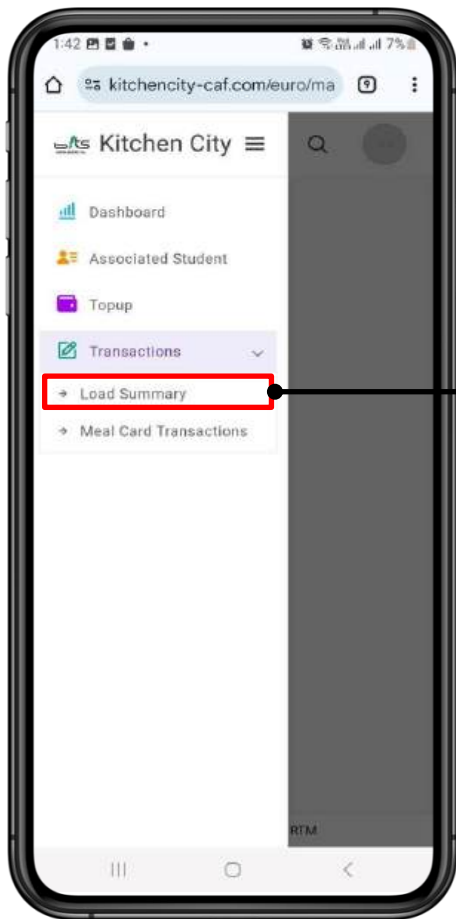 1:42 7%
kitchencity-caf.com/euro/ma 9
Kitchen City
Dashboard
Associated Student
Topup
Transactions
→ Load Summary
→ Meal Card Transactions
RTM